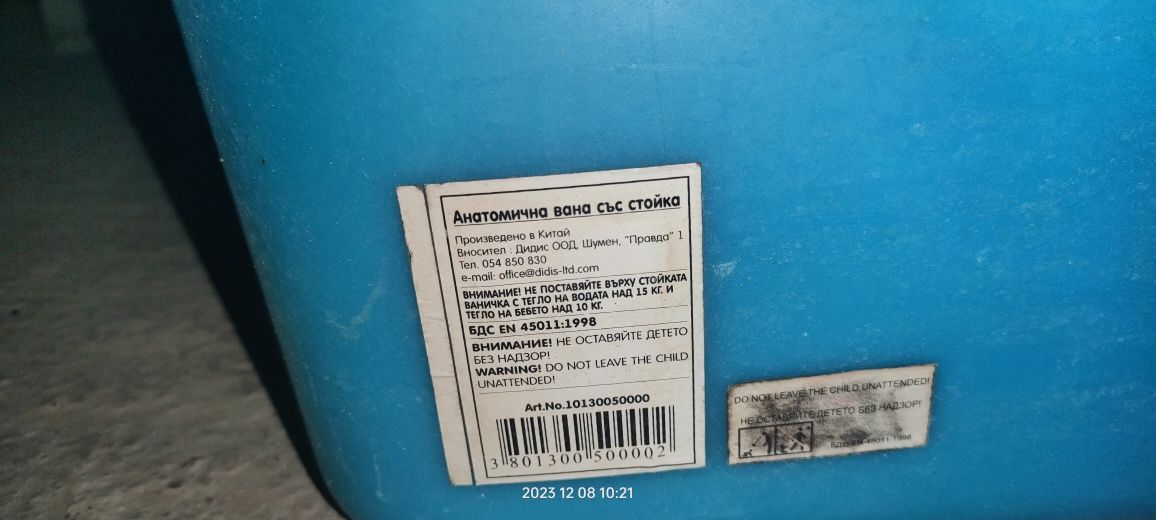 Анатомична вана със стойка
Произведено в Китай
Вносител : Дидис ООД, Шумен, "Правда" 1
Тел. 054 850 830
e-mail: office@didis-ltd.com
ВНИМАНИЕ! НЕ ПОСТАВЯЙТЕ ВЪРХУ СТОЙКАТА
ВАНИЧКА С ТЕГЛО НА ВОДАТА НАД 15 КГ. И
ТЕГЛО НА БЕБЕТО НАД 10 КГ.
БДС EN 45011:1998
ВНИМАНИЕ! НЕ ОСТАВЯЙТЕ ДЕТЕТО
БЕЗ НАДЗОР!
WARNING! DO NOT LEAVE THE CHILD
UNATTENDED!
Art.No.10130050000
3 801300 500002
DO NOT LEAVE THE CHILD UNATTENDED!
НЕ ОСТАВЯЙТЕ ДЕТЕТО БЕЗ НАДЗОР!
БДС EN 45011:1998
2023 12 08 10:21